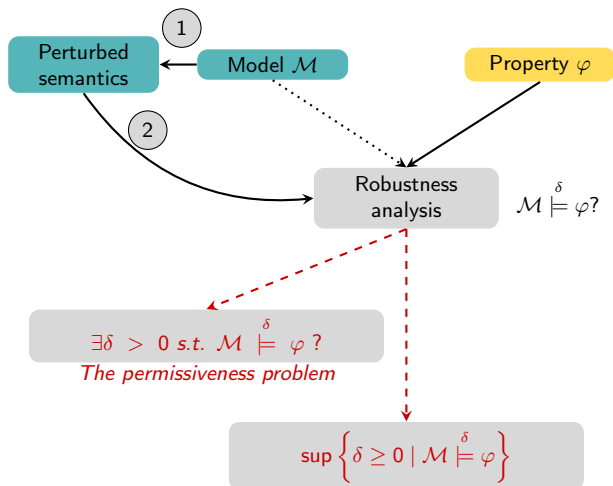 1
Perturbed
semantics
Model ℳ
Property φ
2
Robustness
analysis
δ
ℳ ⊨ φ?
δ
∃δ > 0 s.t. ℳ ⊨ φ ?
The permissiveness problem
δ
sup { δ ≥ 0 | ℳ ⊨ φ }